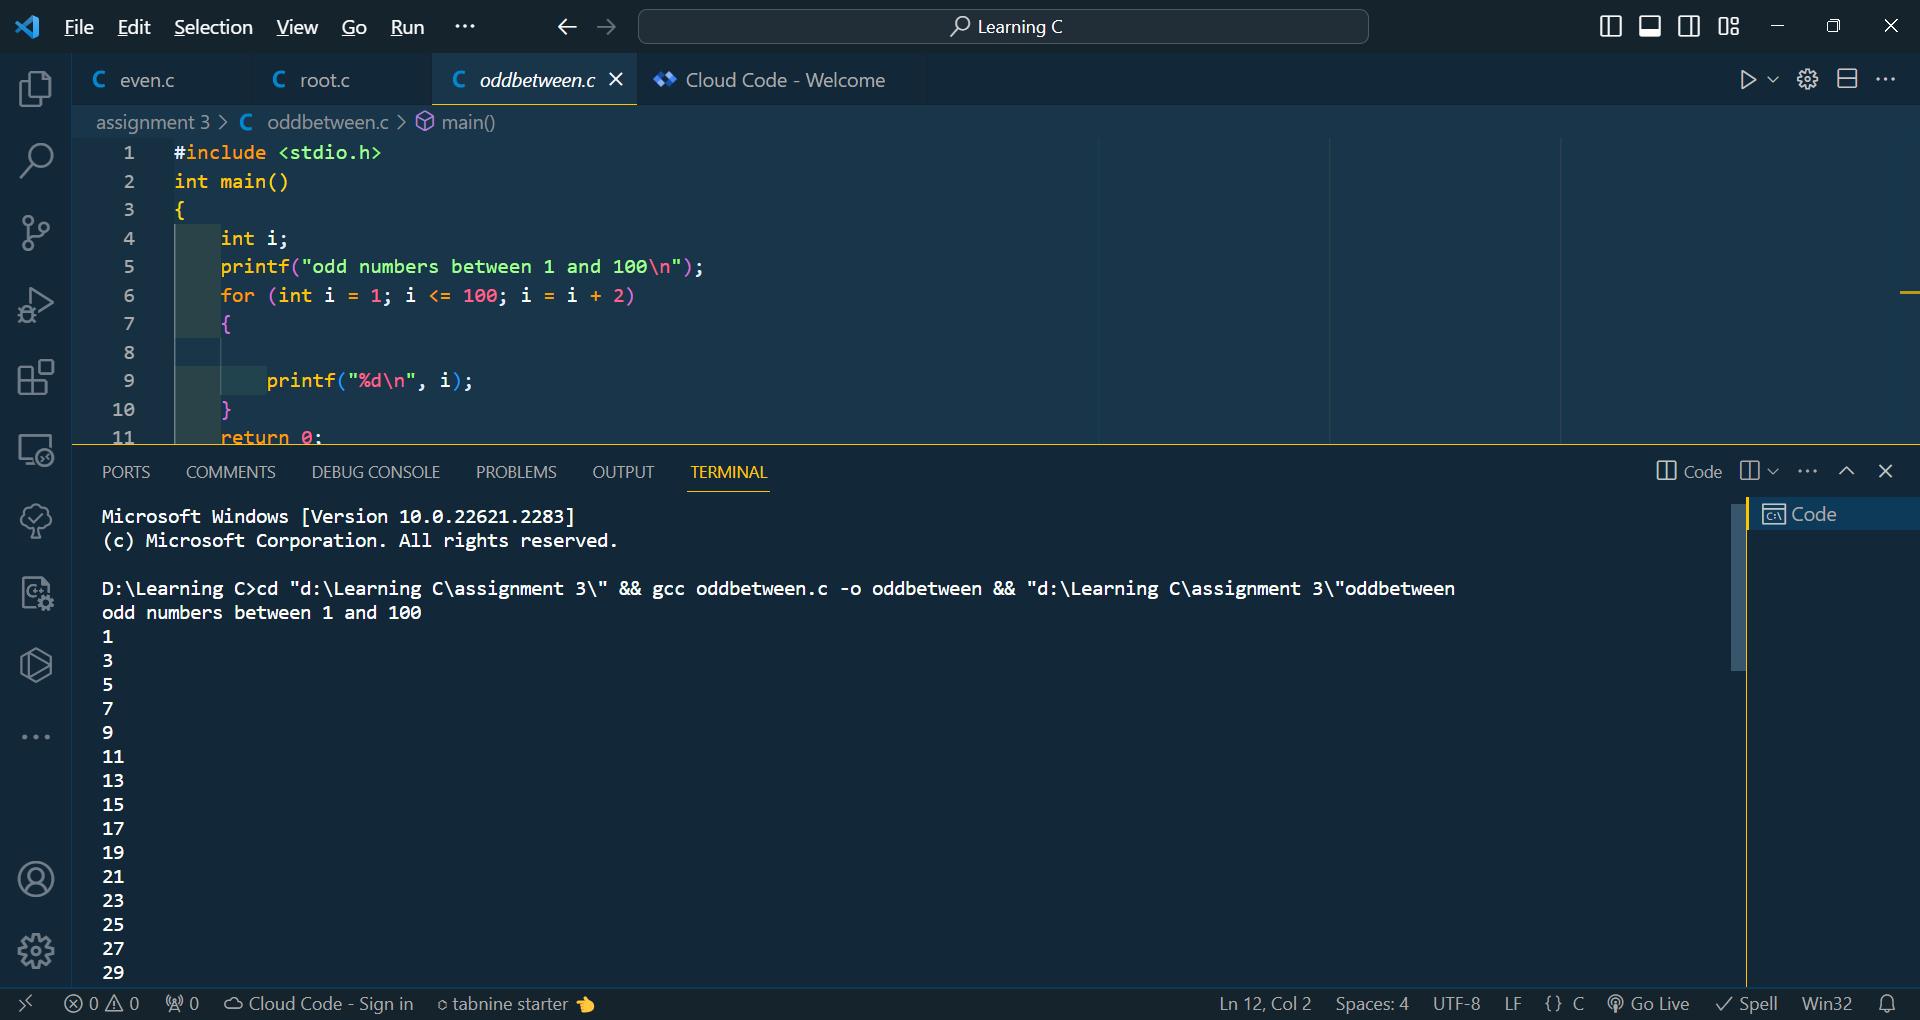 File Edit Selection View Go Run ··· Learning C
even.c root.c oddbetween.c Cloud Code - Welcome
assignment 3 > C oddbetween.c > main()
1 #include <stdio.h>
2 int main()
3 {
4 int i;
5 printf("odd numbers between 1 and 100\n");
6 for (int i = 1; i <= 100; i = i + 2)
7 {
8
9 printf("%d\n", i);
10 }
11 return 0;
PORTS COMMENTS DEBUG CONSOLE PROBLEMS OUTPUT TERMINAL Code
Code
Microsoft Windows [Version 10.0.22621.2283]
(c) Microsoft Corporation. All rights reserved.
D:\Learning C>cd "d:\Learning C\assignment 3\" && gcc oddbetween.c -o oddbetween && "d:\Learning C\assignment 3\"oddbetween
odd numbers between 1 and 100
1
3
5
7
9
11
13
15
17
19
21
23
25
27
29
0 0 0 Cloud Code - Sign in tabnine starter Ln 12, Col 2 Spaces: 4 UTF-8 LF {} C Go Live Spell Win32